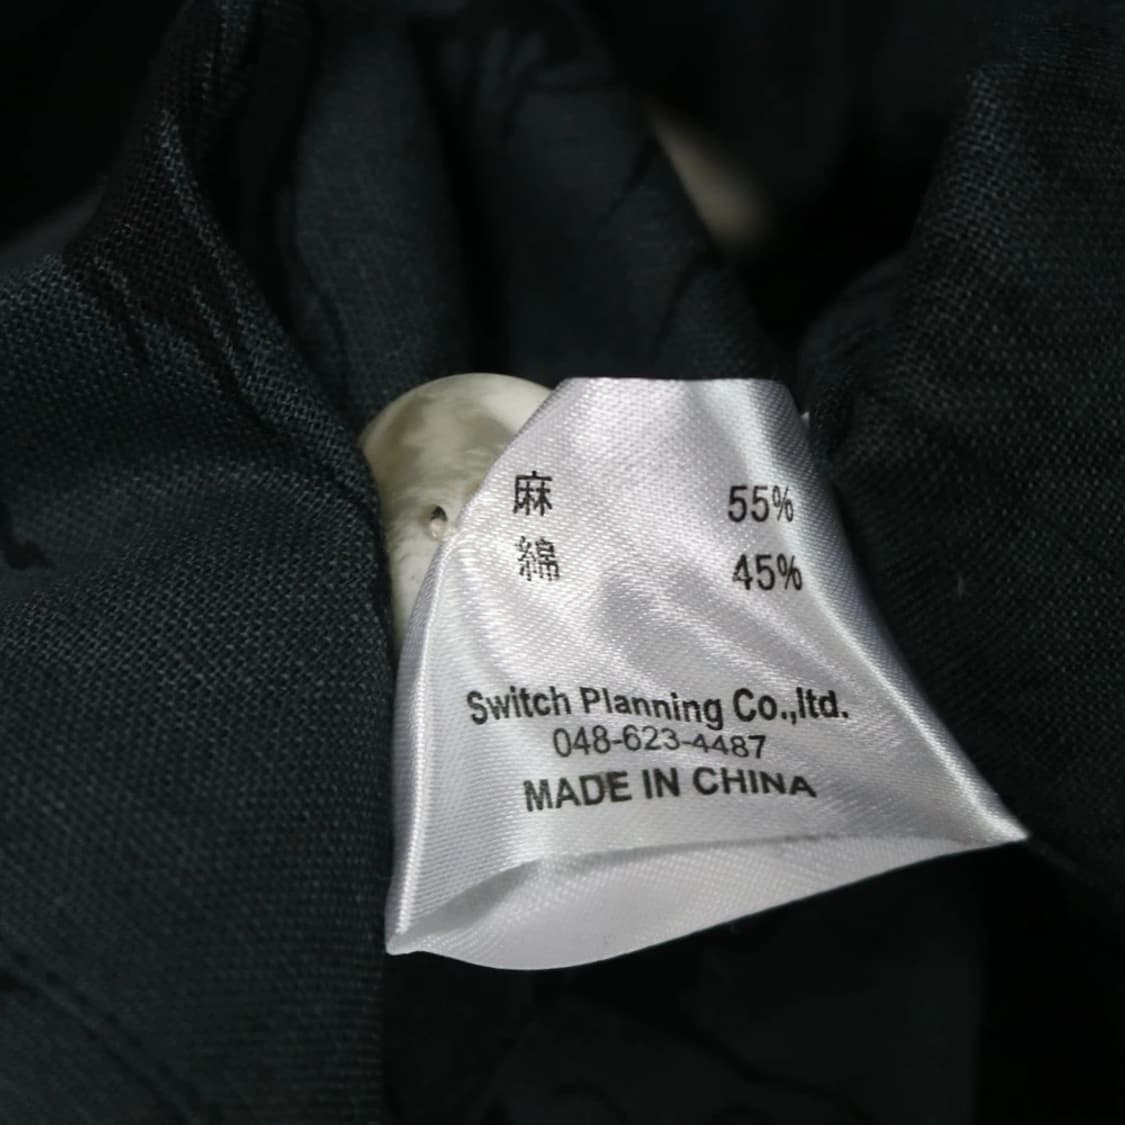 麻 55%
綿 45%
Switch Planning Co.,ltd.
048-623-4487
MADE IN CHINA